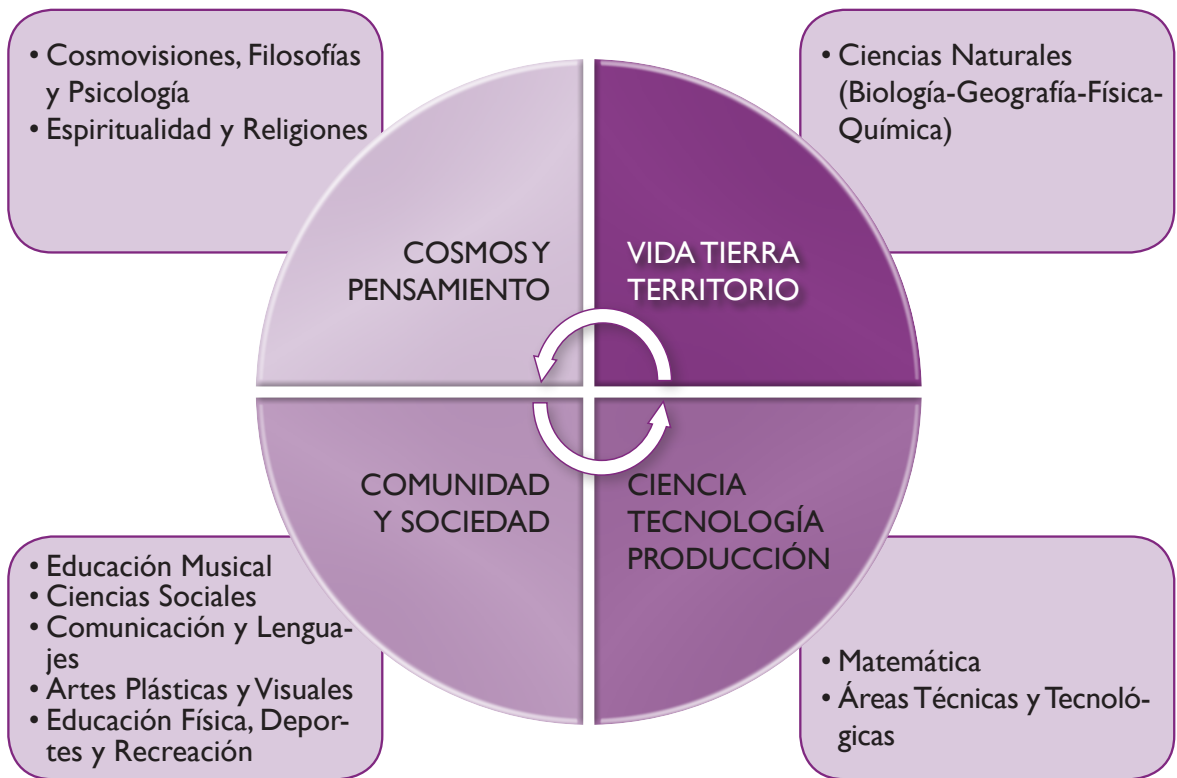 • Cosmovisiones, Filosofías
y Psicología
• Espiritualidad y Religiones
• Ciencias Naturales
(Biología-Geografía-Física-
Química)
COSMOS Y
PENSAMIENTO
VIDA TIERRA
TERRITORIO
COMUNIDAD
Y SOCIEDAD
CIENCIA
TECNOLOGÍA
PRODUCCIÓN
• Educación Musical
• Ciencias Sociales
• Comunicación y Lengua-
jes
• Artes Plásticas y Visuales
• Educación Física, Depor-
tes y Recreación
• Matemática
• Áreas Técnicas y Tecnoló-
gicas